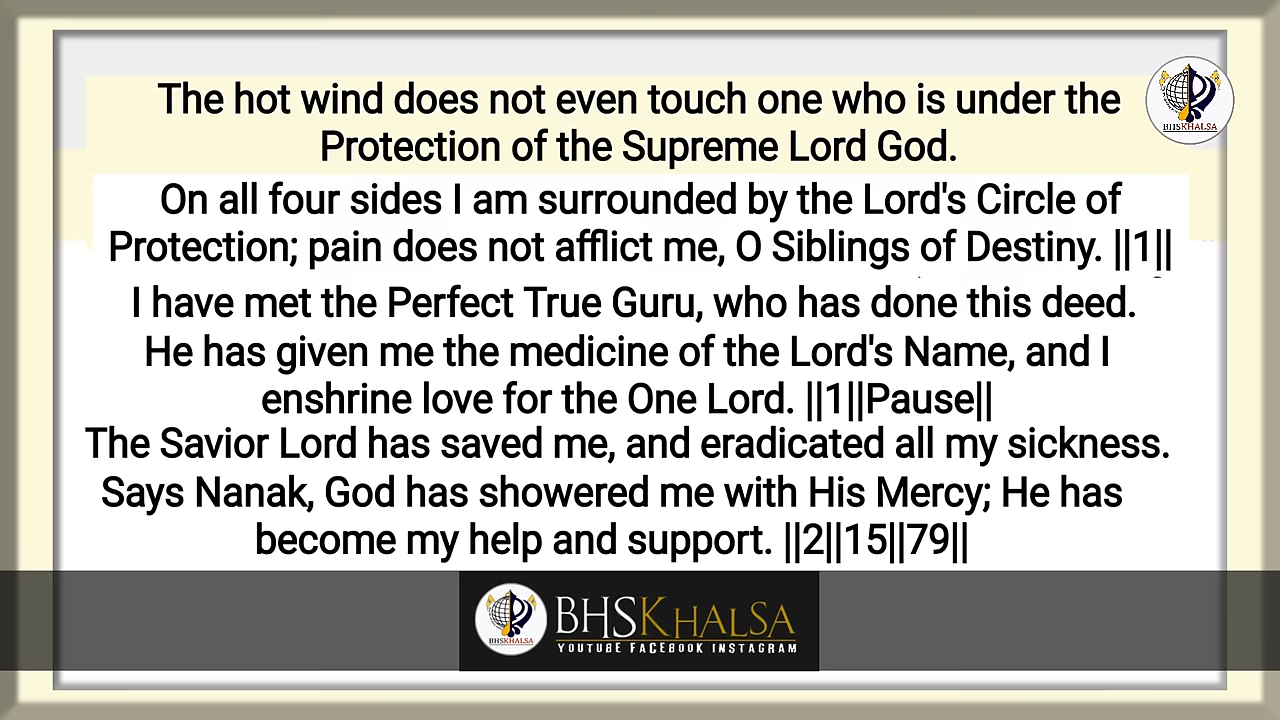 The hot wind does not even touch one who is under the
Protection of the Supreme Lord God.
On all four sides I am surrounded by the Lord's Circle of
Protection; pain does not afflict me, O Siblings of Destiny. ||1||
I have met the Perfect True Guru, who has done this deed.
He has given me the medicine of the Lord's Name, and I
enshrine love for the One Lord. ||1||Pause||
The Savior Lord has saved me, and eradicated all my sickness.
Says Nanak, God has showered me with His Mercy; He has
become my help and support. ||2||15||79||
BHSKHALSA
BHSKHALSA
BHSKHALSA
YOUTUBE FACEBOOK INSTAGRAM